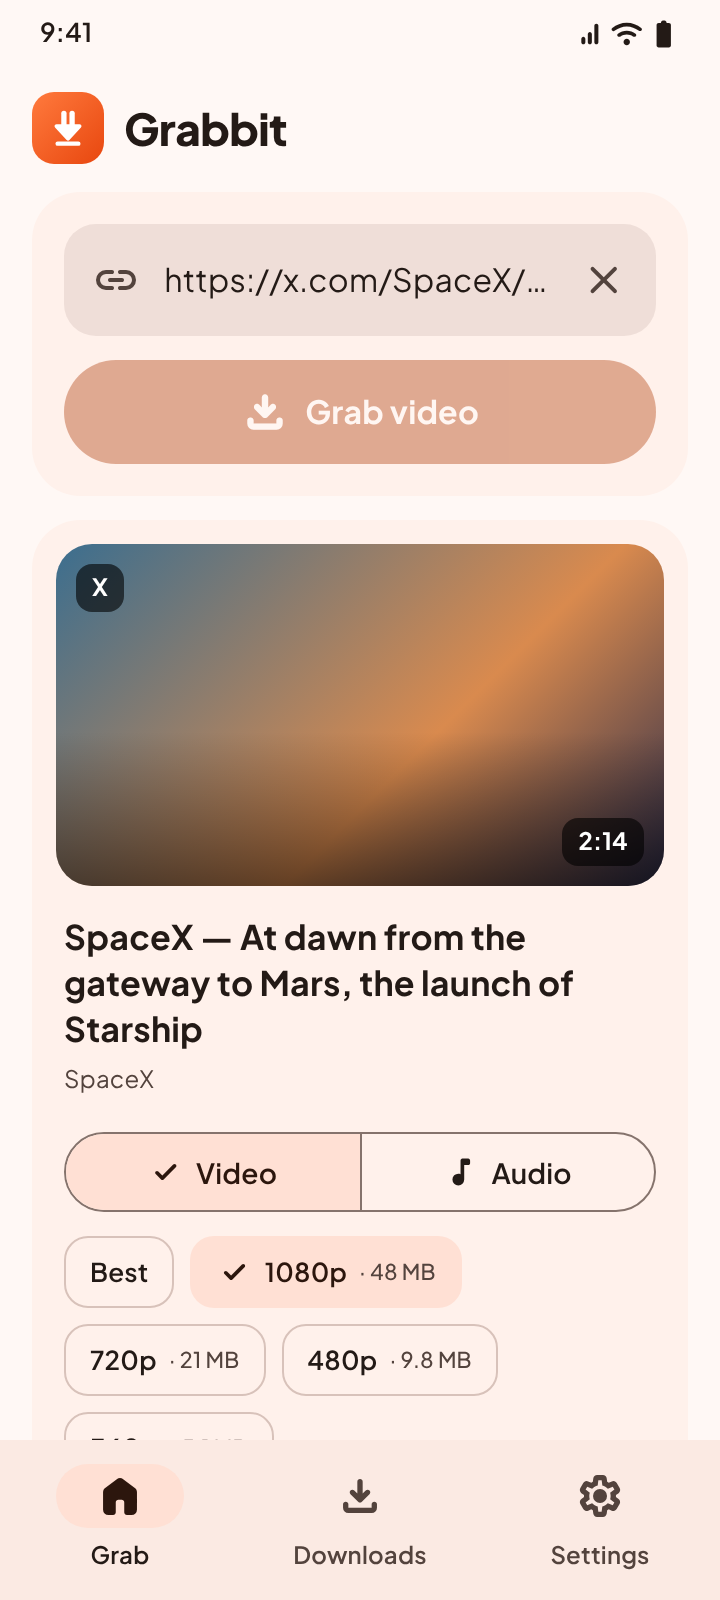 9:41
Grabbit
https://x.com/SpaceX/...
Grab video
X
2:14
SpaceX — At dawn from the
gateway to Mars, the launch of
Starship
SpaceX
Video
Audio
Best
1080p · 48 MB
720p · 21 MB
480p · 9.8 MB
Grab
Downloads
Settings